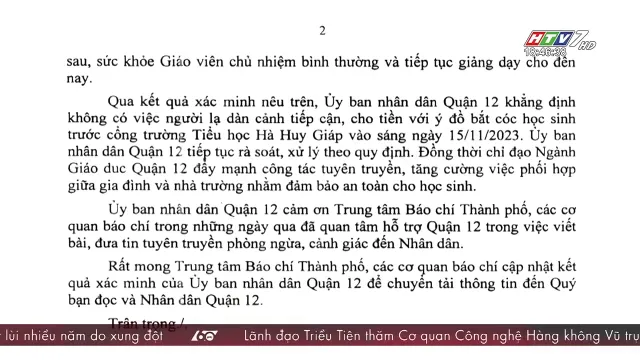 2
HTV7 HD
18:46:38
sau, sức khỏe Giáo viên chủ nhiệm bình thường và tiếp tục giảng dạy cho đến
nay.
Qua kết quả xác minh nêu trên, Ủy ban nhân dân Quận 12 khẳng định
không có việc người lạ dàn cảnh tiếp cận, cho tiền với ý đồ bắt cóc học sinh
trước cổng trường Tiểu học Hà Huy Giáp vào sáng ngày 15/11/2023. Ủy ban
nhân dân Quận 12 tiếp tục rà soát, xử lý theo quy định. Đồng thời chỉ đạo Ngành
Giáo dục Quận 12 đẩy mạnh công tác tuyên truyền, tăng cường việc phối hợp
giữa gia đình và nhà trường nhằm đảm bảo an toàn cho học sinh.
Ủy ban nhân dân Quận 12 cảm ơn Trung tâm Báo chí Thành phố, các cơ
quan báo chí trong những ngày qua đã quan tâm hỗ trợ Quận 12 trong việc viết
bài, đưa tin tuyên truyền phòng ngừa, cảnh giác đến Nhân dân.
Rất mong Trung tâm Báo chí Thành phố, các cơ quan báo chí cập nhật kết
quả xác minh của Ủy ban nhân dân Quận 12 để chuyển tải thông tin đến Quý
bạn đọc và Nhân dân Quận 12.
Trân trọng./.
lùi nhiều năm do xung đột 60 Lãnh đạo Triều Tiên thăm Cơ quan Công nghệ Hàng không Vũ trụ